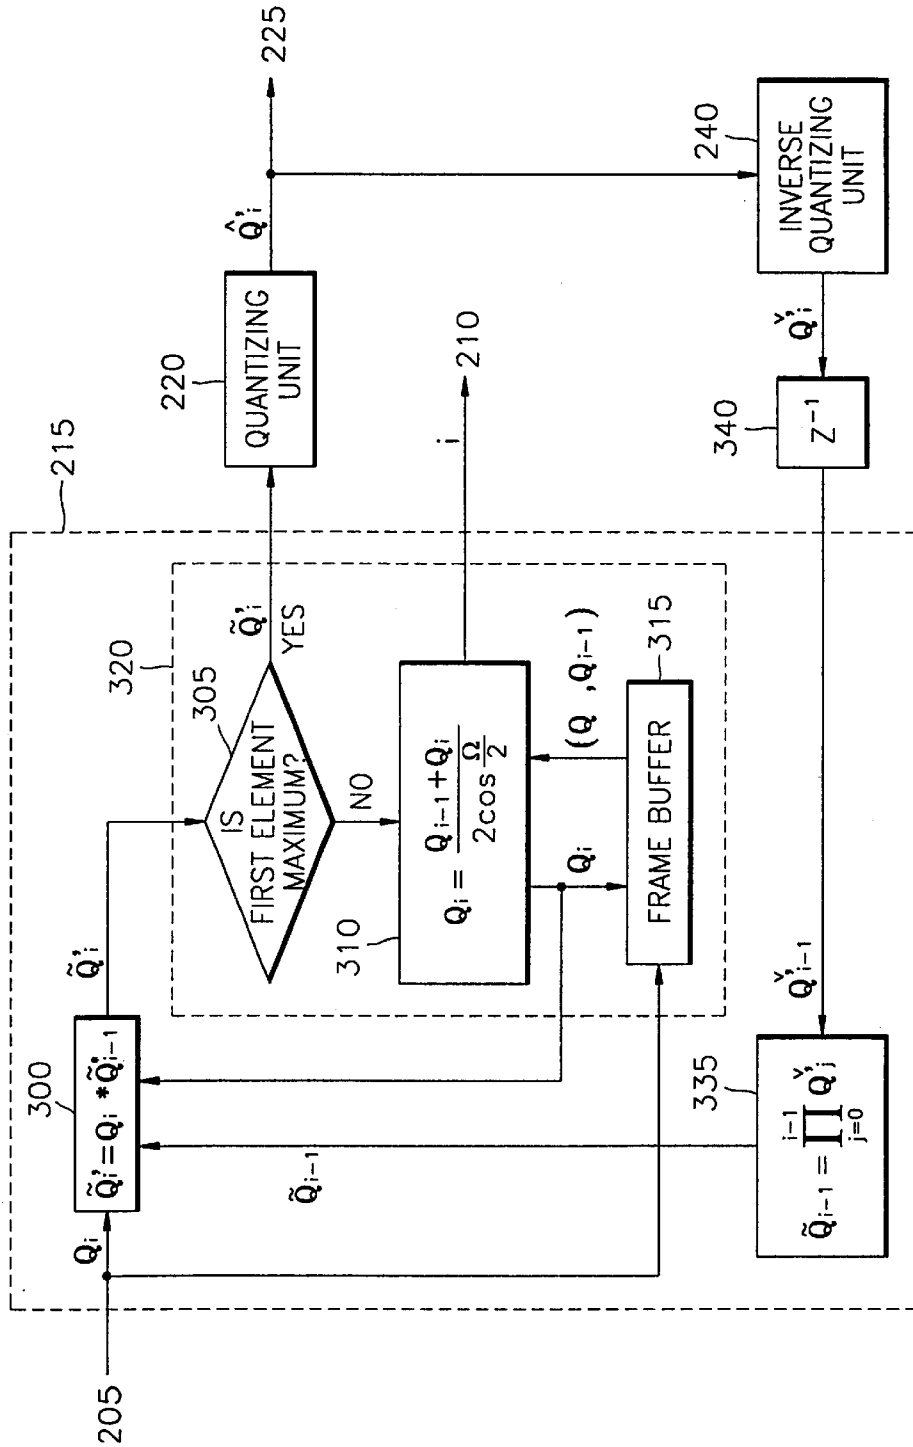 215
205
Qᵢ
300
Q̃'ᵢ = Qᵢ * Q̃*ᵢ₋₁
Q̃'ᵢ
320
305
IS
FIRST ELEMENT
MAXIMUM?
Q̃'ᵢ
YES
NO
220
QUANTIZING
UNIT
Q̂'ᵢ
225
310
Qᵢ = (Qᵢ₋₁ + Qᵢ) / (2cos Ω/2)
i
210
Qᵢ
(Q , Qᵢ₋₁)
315
FRAME BUFFER
Q̃ᵢ₋₁
335
Q̃ᵢ₋₁ = ∏ Q̌'ⱼ
i-1
j=0
Q̌'ᵢ₋₁
340
Z⁻¹
Q̌'ᵢ
240
INVERSE
QUANTIZING
UNIT